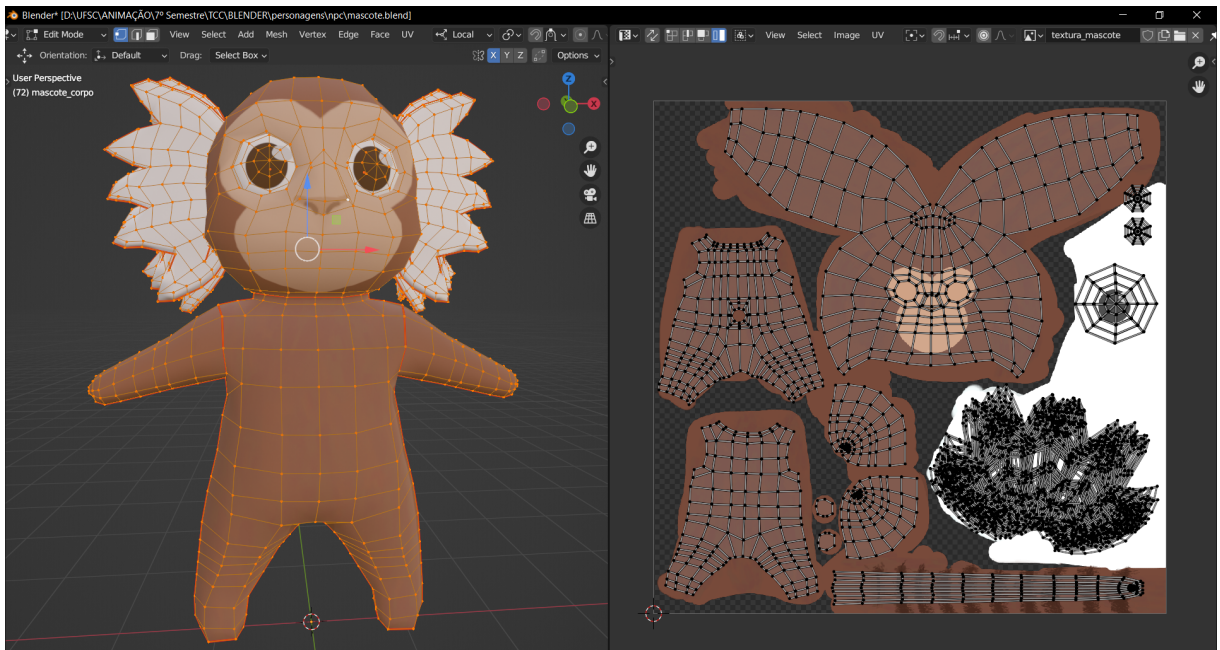 Blender* [D:\UFSC\ANIMAÇÃO\7º Semestre\TCC\BLENDER\personagens\npc\mascote.blend]
Edit Mode View Select Add Mesh Vertex Edge Face UV Local
View Select Image UV textura_mascote
Orientation: Default Drag: Select Box X Y Z Options
User Perspective
(72) mascote_corpo
Z
X